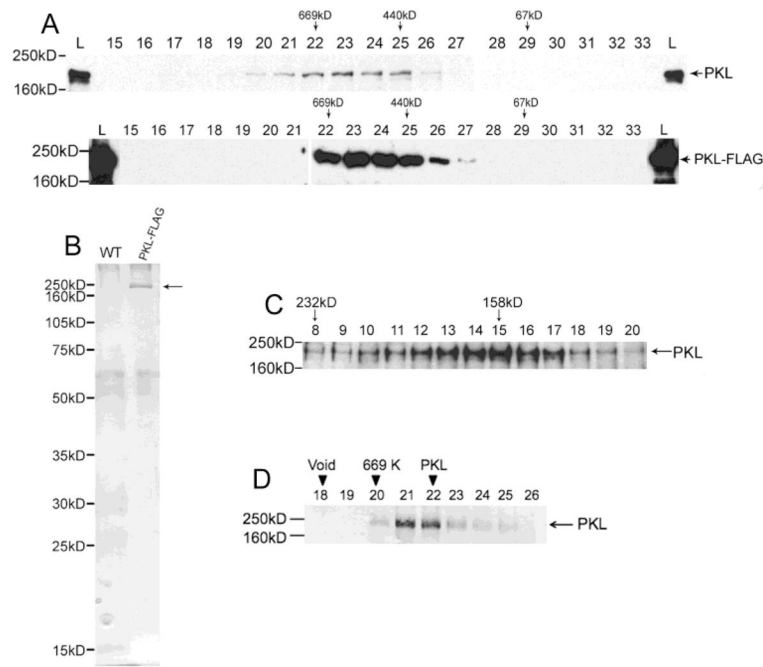 A
669kD 440kD 67kD
L 15 16 17 18 19 20 21 22 23 24 25 26 27 28 29 30 31 32 33 L
250kD
160kD
PKL
669kD 440kD 67kD
L 15 16 17 18 19 20 21 22 23 24 25 26 27 28 29 30 31 32 33 L
250kD
160kD
PKL-FLAG
B
WT PKL-FLAG
250kD
160kD
105kD
75kD
50kD
35kD
30kD
25kD
15kD
C
232kD 158kD
8 9 10 11 12 13 14 15 16 17 18 19 20
250kD
160kD
PKL
D
Void 669 K PKL
18 19 20 21 22 23 24 25 26
250kD
160kD
PKL